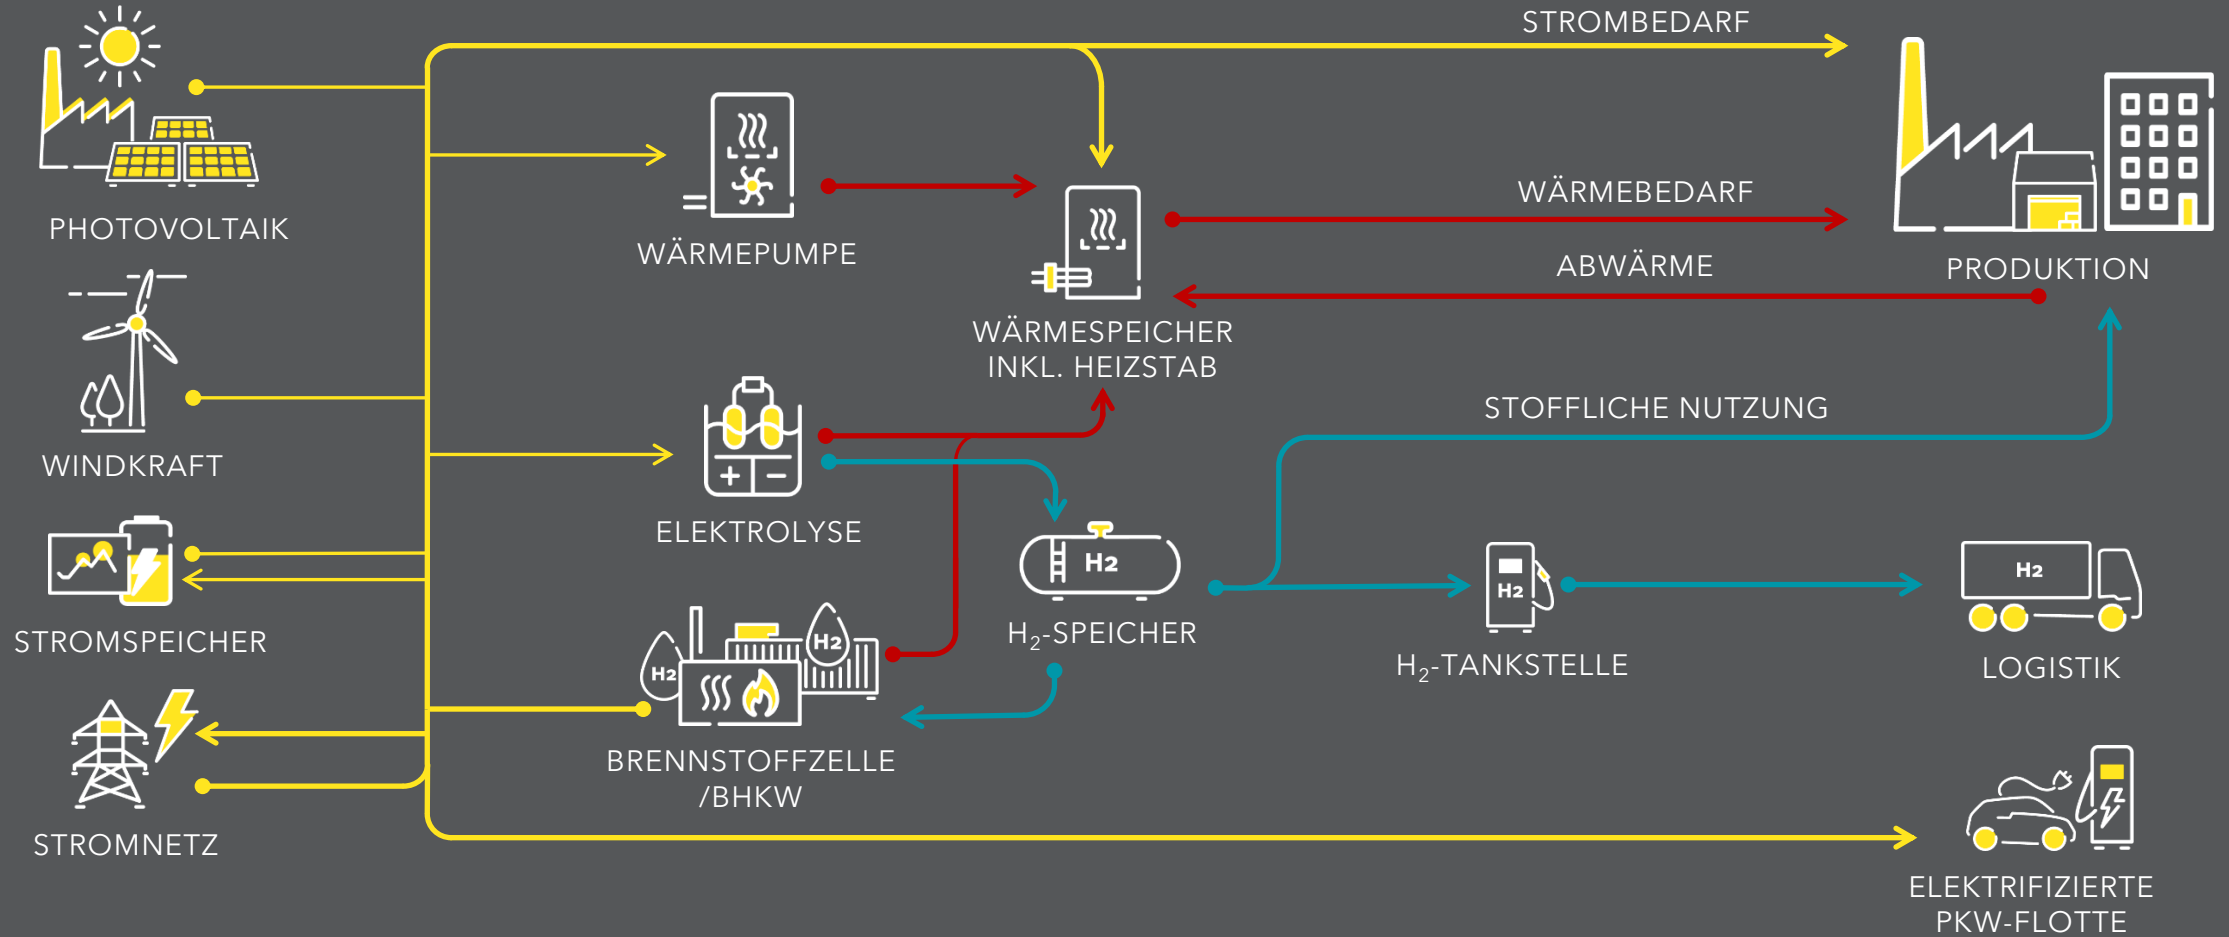 STROMBEDARF
PHOTOVOLTAIK
WÄRMEPUMPE
WÄRMEBEDARF
ABWÄRME
PRODUKTION
WÄRMESPEICHER
INKL. HEIZSTAB
WINDKRAFT
+ −
ELEKTROLYSE
STOFFLICHE NUTZUNG
STROMSPEICHER
H2
H₂-SPEICHER
H2
H₂-TANKSTELLE
H2
LOGISTIK
H2
H2
BRENNSTOFFZELLE
/BHKW
STROMNETZ
ELEKTRIFIZIERTE
PKW-FLOTTE